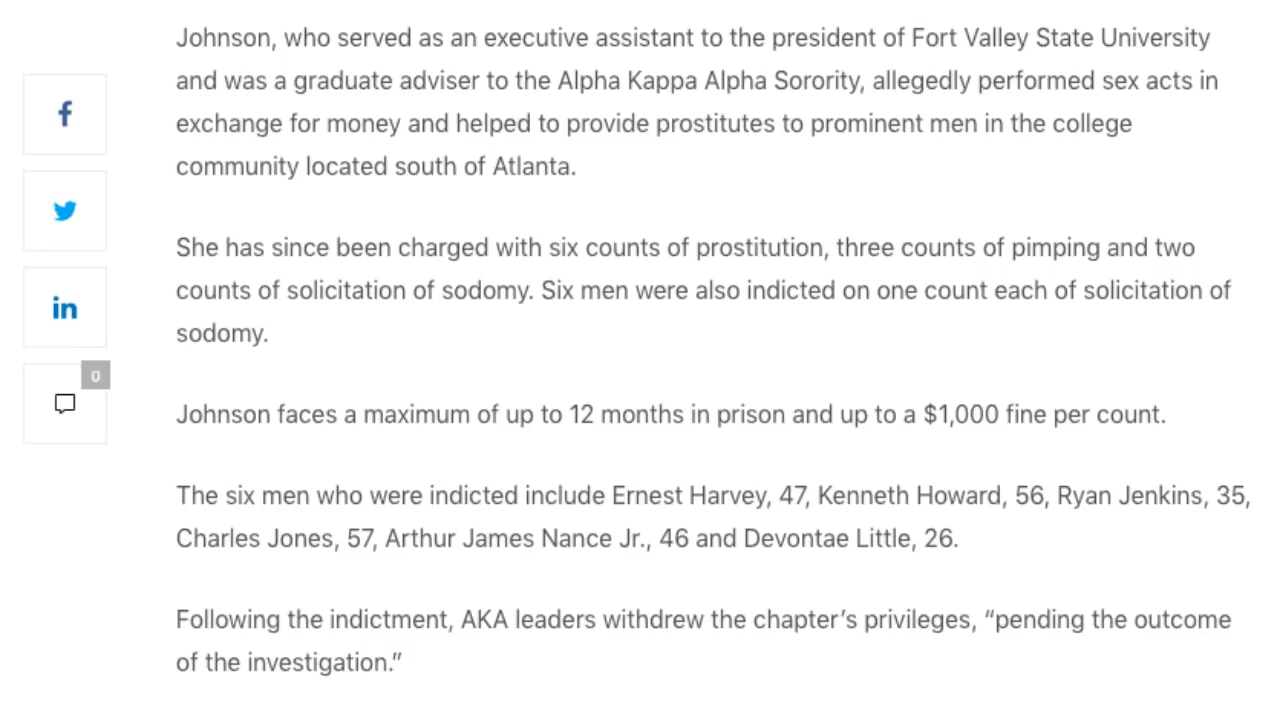 Johnson, who served as an executive assistant to the president of Fort Valley State University
and was a graduate adviser to the Alpha Kappa Alpha Sorority, allegedly performed sex acts in
exchange for money and helped to provide prostitutes to prominent men in the college
community located south of Atlanta.
She has since been charged with six counts of prostitution, three counts of pimping and two
counts of solicitation of sodomy. Six men were also indicted on one count each of solicitation of
sodomy.
0
Johnson faces a maximum of up to 12 months in prison and up to a $1,000 fine per count.
The six men who were indicted include Ernest Harvey, 47, Kenneth Howard, 56, Ryan Jenkins, 35,
Charles Jones, 57, Arthur James Nance Jr., 46 and Devontae Little, 26.
Following the indictment, AKA leaders withdrew the chapter’s privileges, “pending the outcome
of the investigation.”